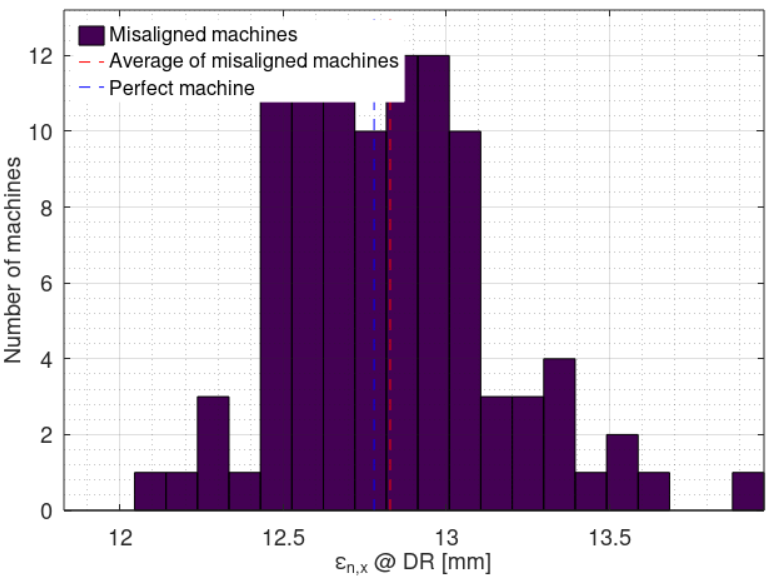 Misaligned machines
Average of misaligned machines
Perfect machine
12
10
8
6
4
2
0
Number of machines
12
12.5
13
13.5
εn,x @ DR [mm]